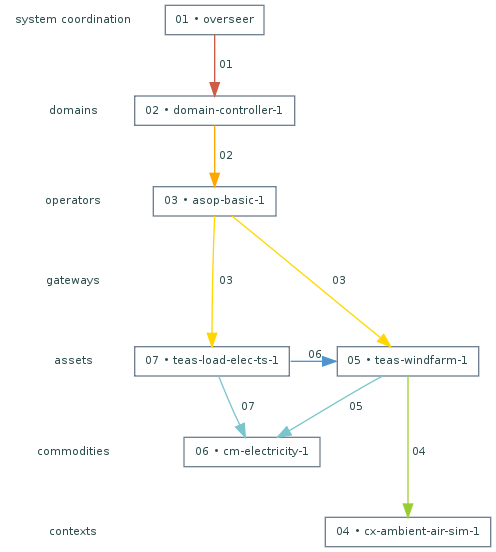 system coordination
01 • overseer
01
domains
02 • domain-controller-1
02
operators
03 • asop-basic-1
gateways
03
03
assets
07 • teas-load-elec-ts-1
06
05 • teas-windfarm-1
07
05
commodities
06 • cm-electricity-1
04
contexts
04 • cx-ambient-air-sim-1